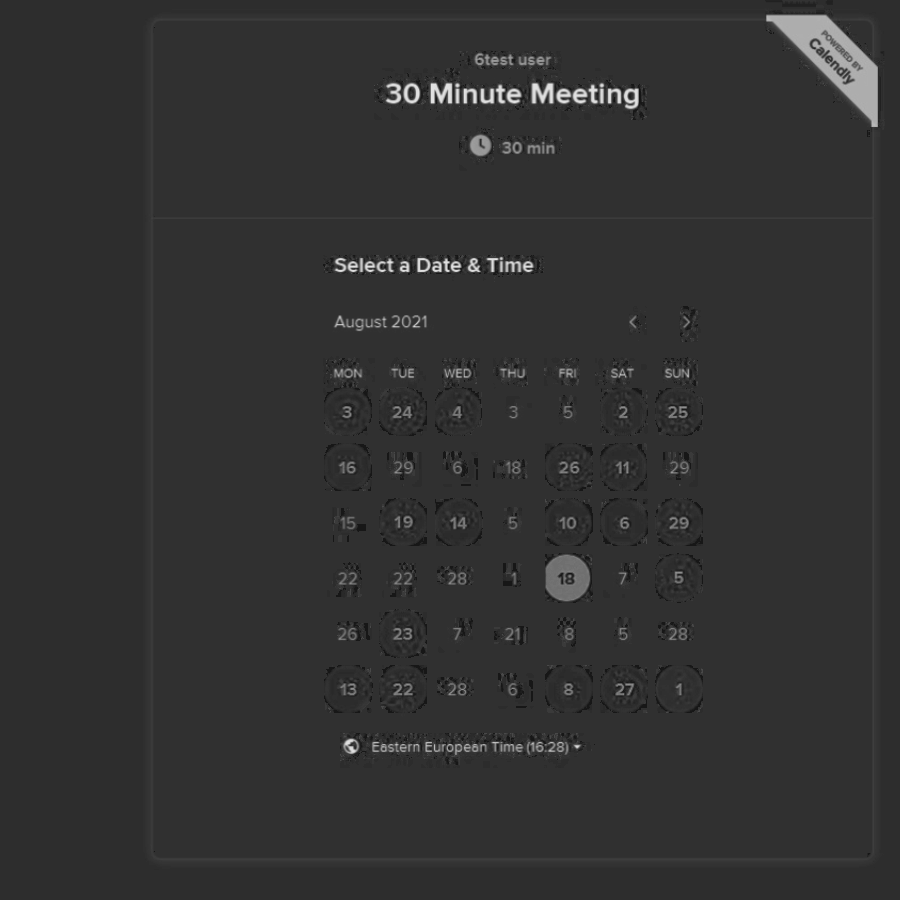 POWERED BY
Calendly
6test user
30 Minute Meeting
30 min
Select a Date & Time
August 2021
MON TUE WED THU FRI SAT SUN
3 24 4 3 5 2 25
16 29 6 18 26 11 29
15 19 14 5 10 6 29
22 22 28 1 18 7 5
26 23 7 21 8 5 28
13 22 28 6 8 27 1
Eastern European Time (16:28)